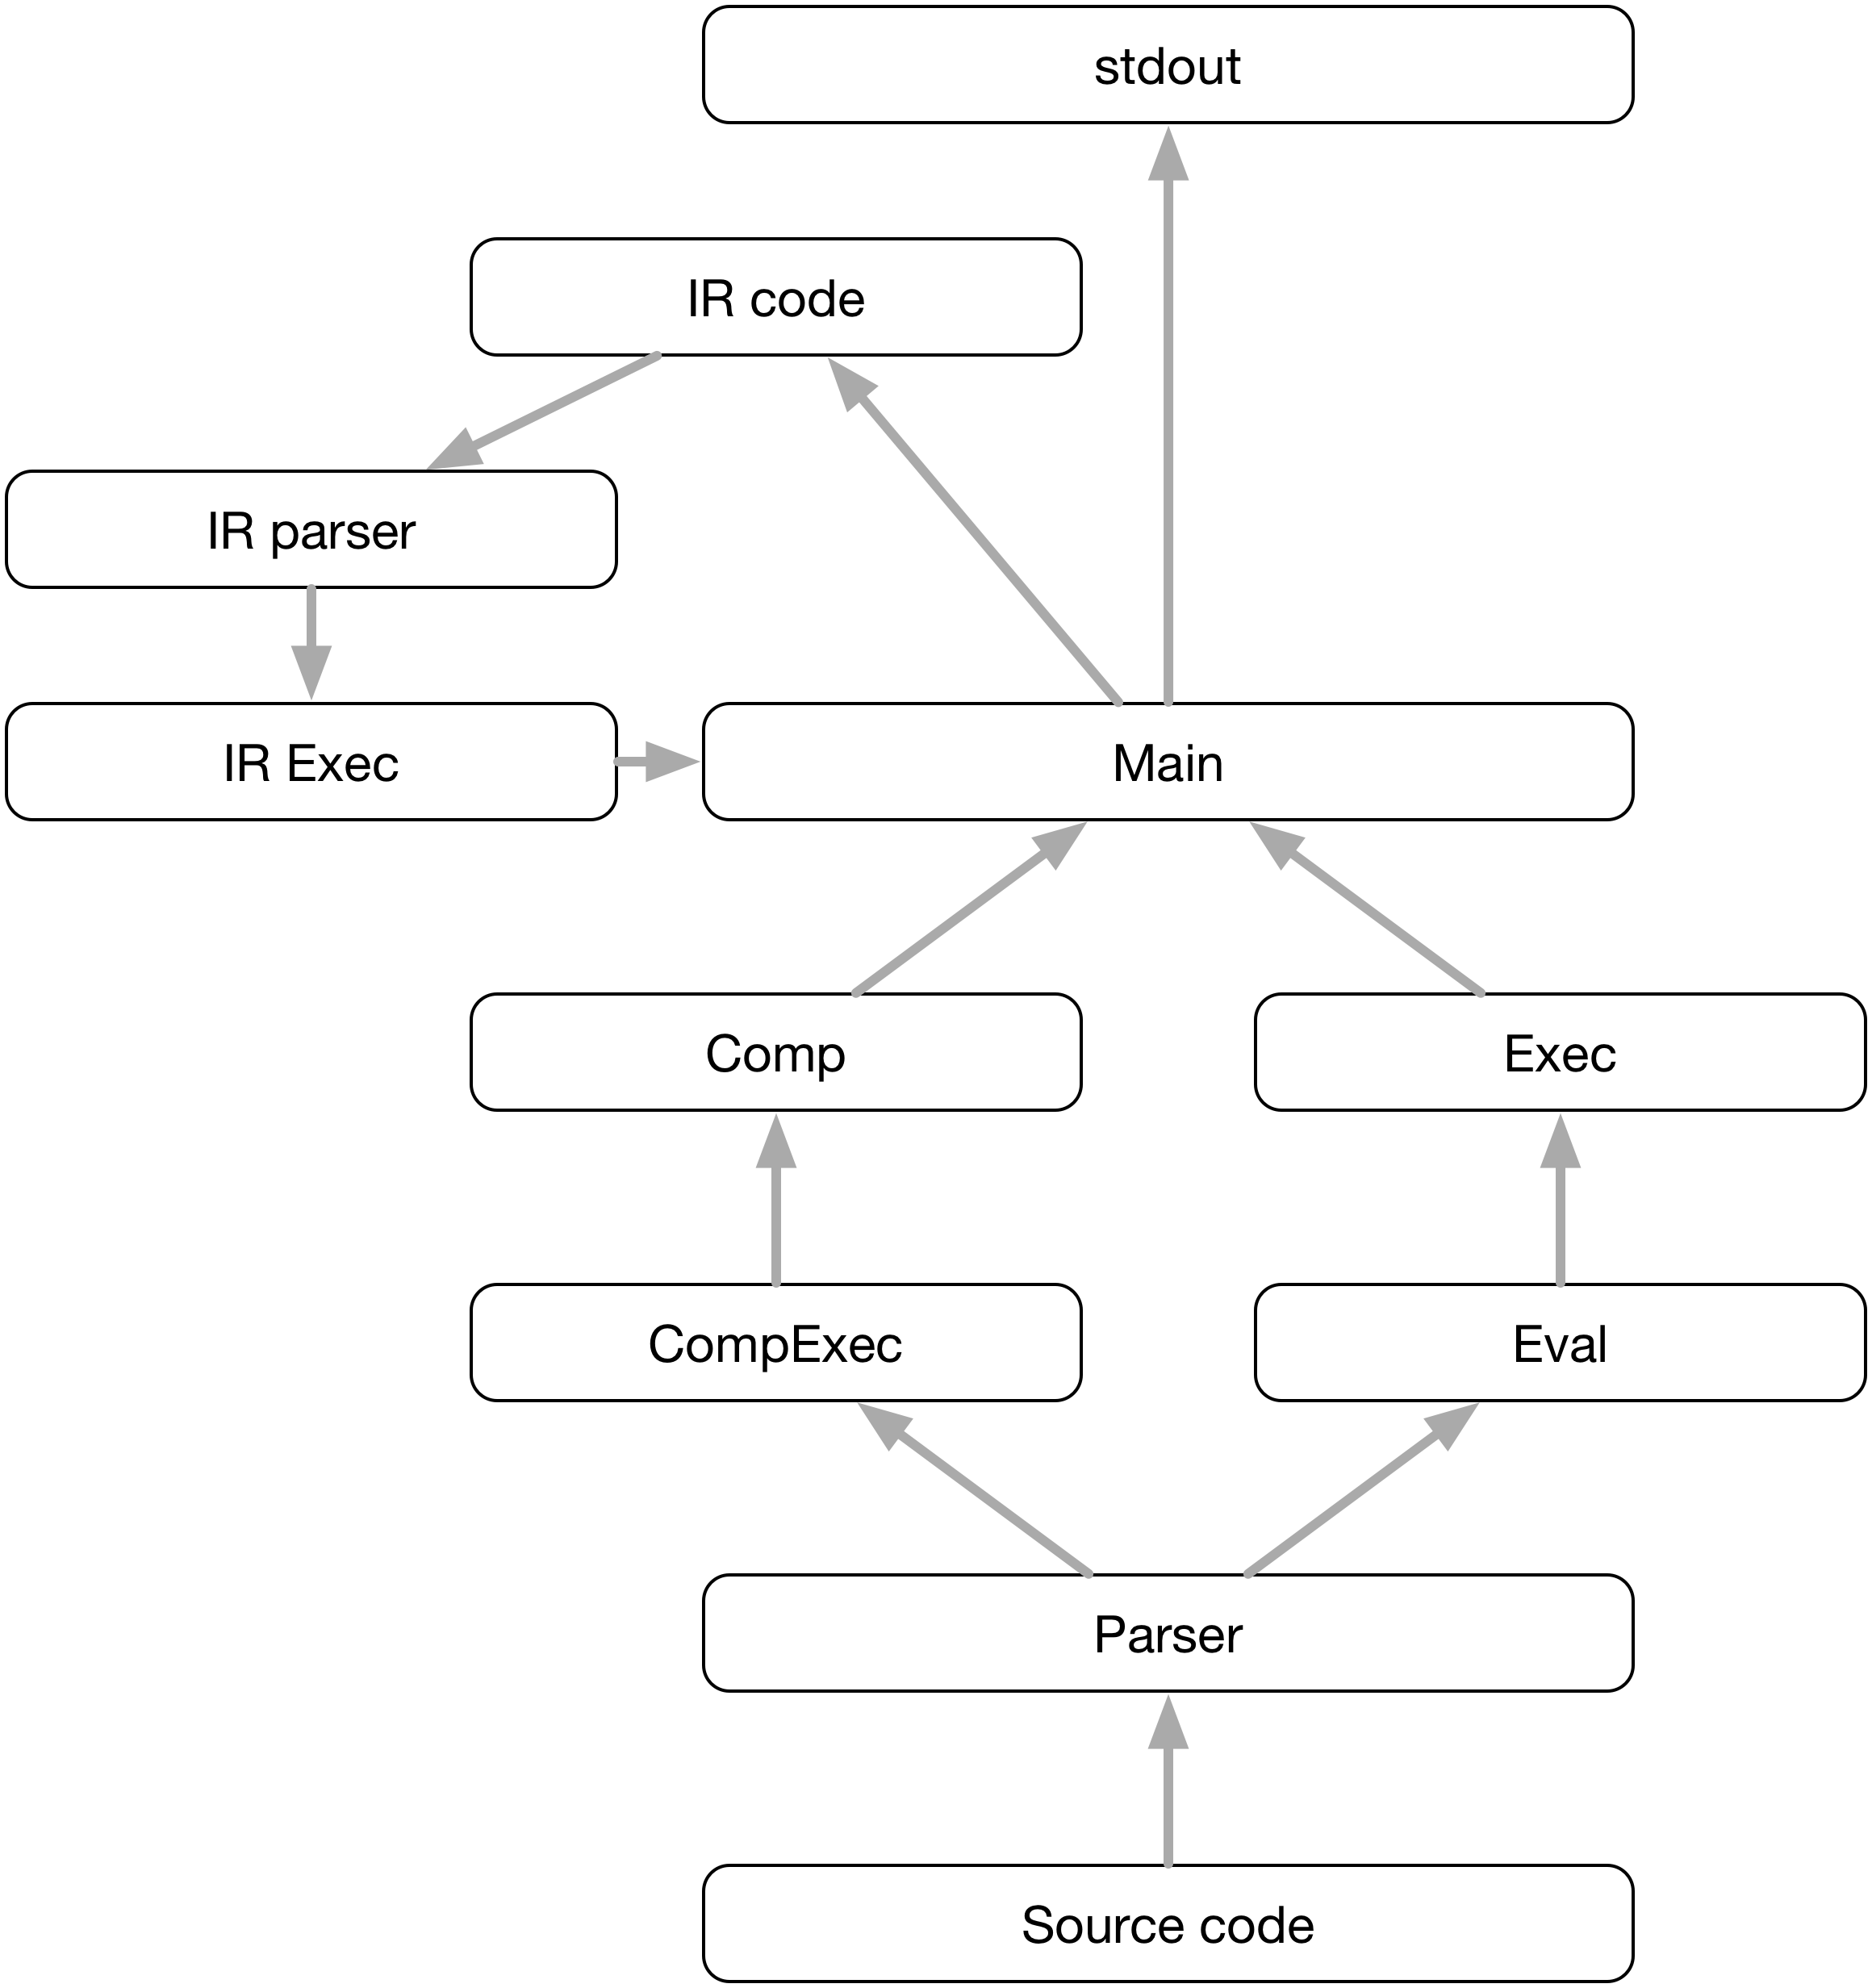 stdout
IR code
IR parser
IR Exec
Main
Comp
Exec
CompExec
Eval
Parser
Source code